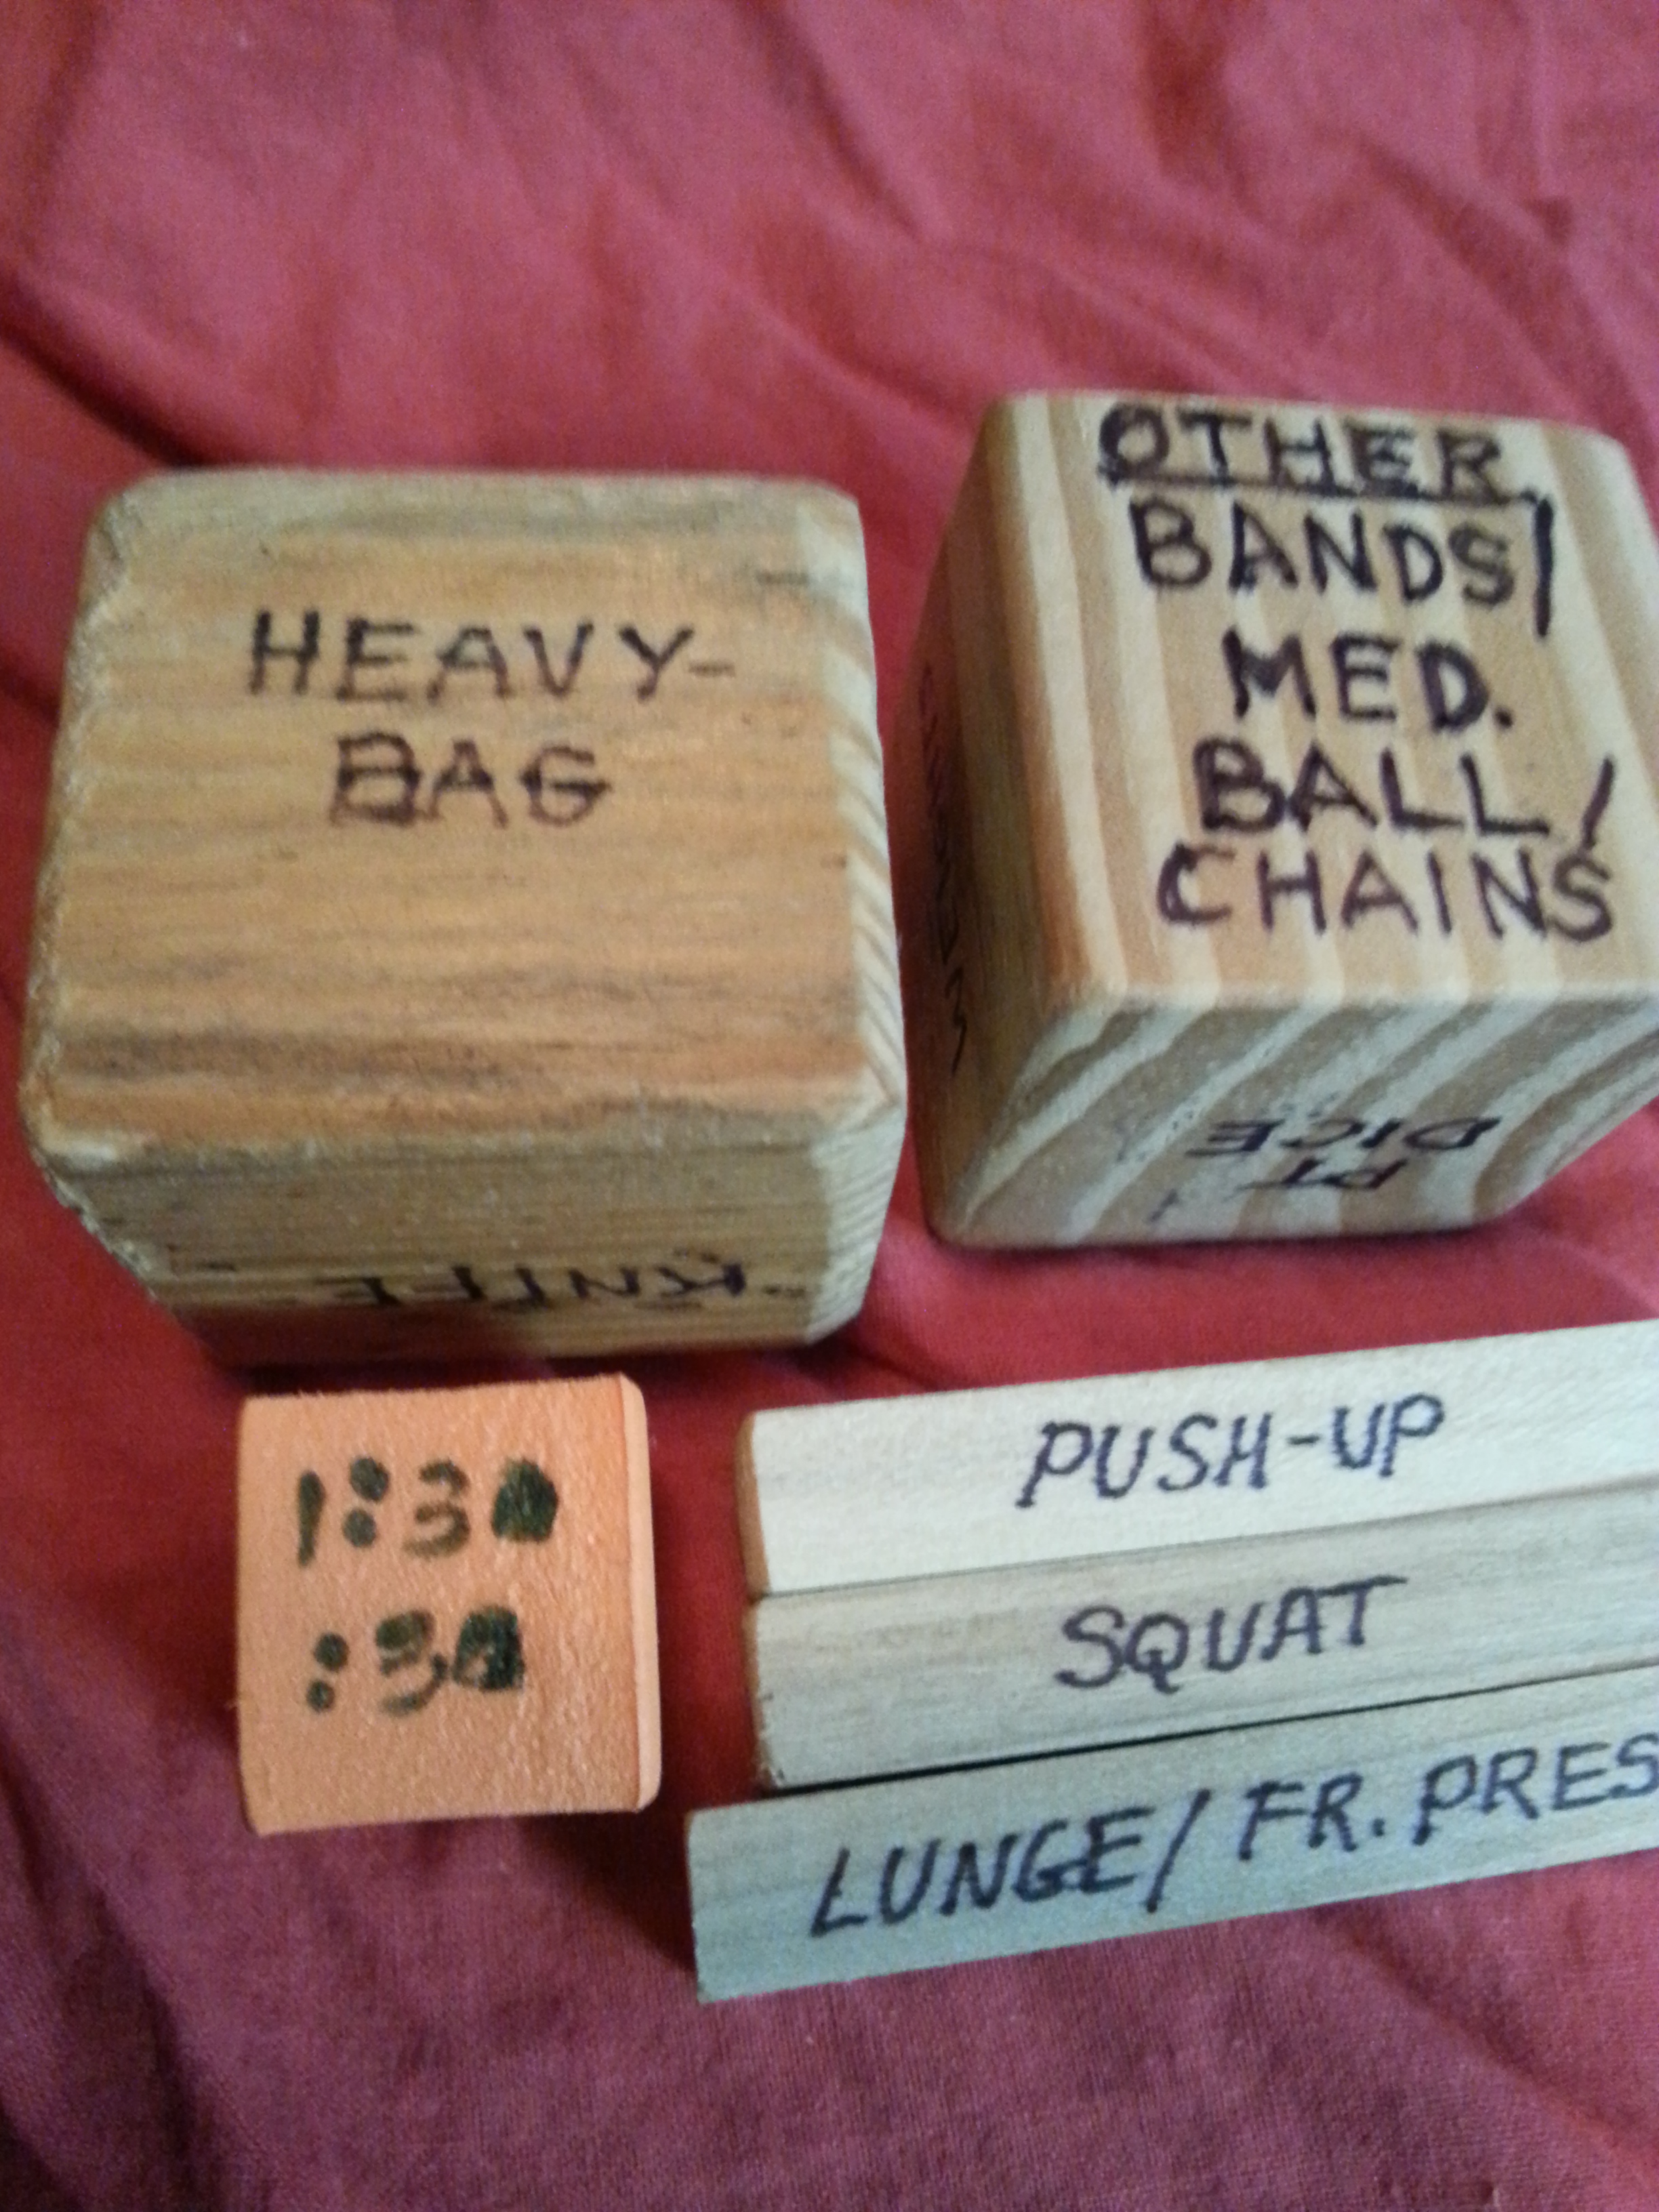 HEAVY-
BAG
KNIFE
OTHER
BANDS/
MED.
BALL/
CHAINS
PT
DICE
1:30
:30
PUSH-UP
SQUAT
LUNGE/ FR. PRES